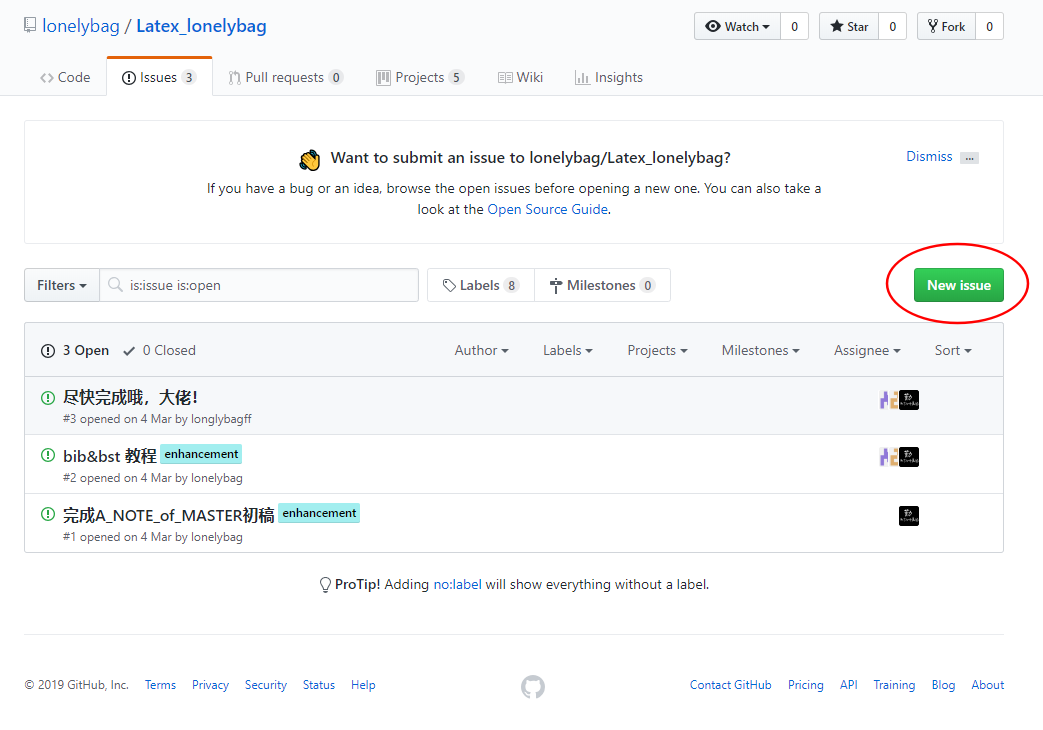 lonelybag / Latex_lonelybag
Watch 0 Star 0 Fork 0
Code Issues 3 Pull requests 0 Projects 5 Wiki Insights
Want to submit an issue to lonelybag/Latex_lonelybag?
Dismiss ...
If you have a bug or an idea, browse the open issues before opening a new one. You can also take a
look at the Open Source Guide.
Filters is:issue is:open Labels 8 Milestones 0 New issue
3 Open 0 Closed Author Labels Projects Milestones Assignee Sort
尽快完成哦，大佬！
#3 opened on 4 Mar by longlybagff
bib&bst 教程 enhancement
#2 opened on 4 Mar by lonelybag
完成A_NOTE_of_MASTER初稿 enhancement
#1 opened on 4 Mar by lonelybag
ProTip! Adding no:label will show everything without a label.
© 2019 GitHub, Inc. Terms Privacy Security Status Help Contact GitHub Pricing API Training Blog About